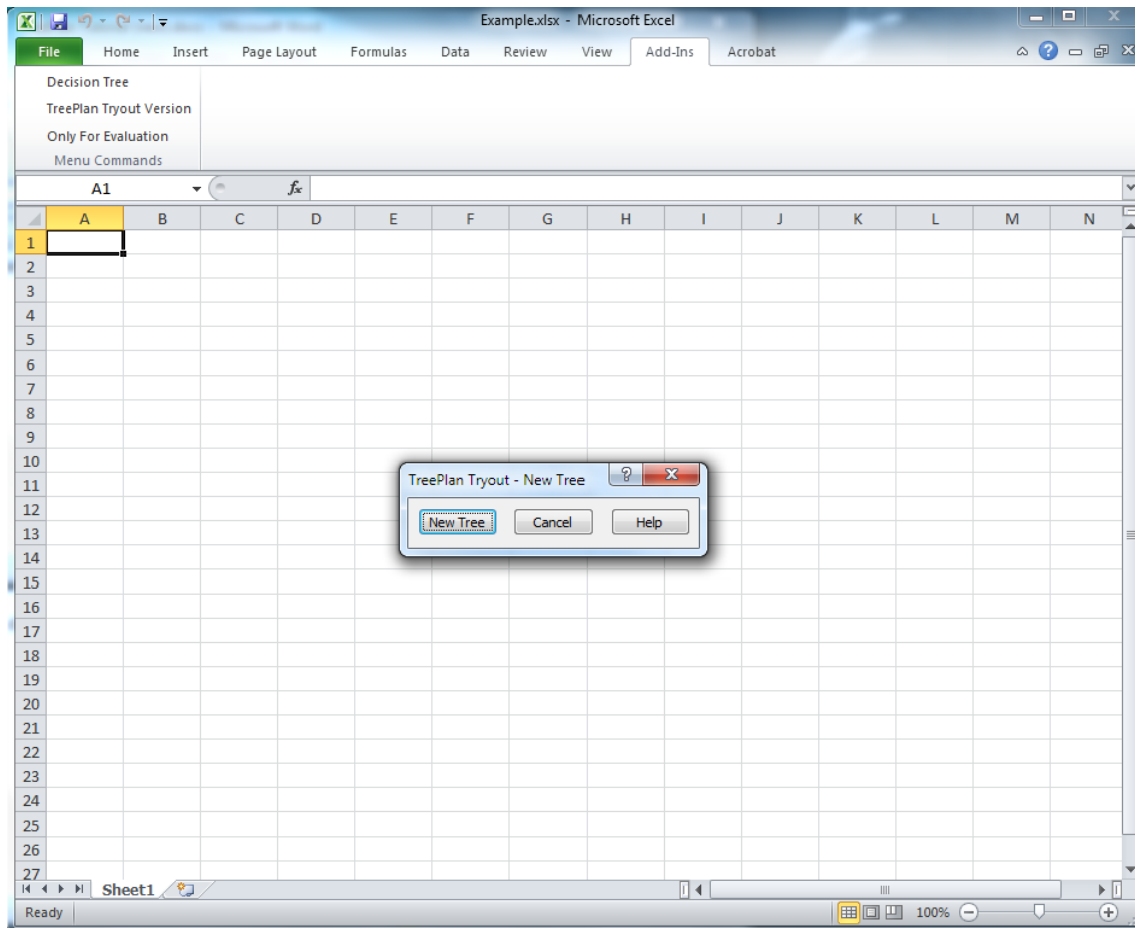 Example.xlsx - Microsoft Excel
File Home Insert Page Layout Formulas Data Review View Add-Ins Acrobat
Decision Tree
TreePlan Tryout Version
Only For Evaluation
Menu Commands
A1 fx
A B C D E F G H I J K L M N
1
2
3
4
5
6
7
8
9
10
TreePlan Tryout - New Tree
11
12
New Tree Cancel Help
13
14
15
16
17
18
19
20
21
22
23
24
25
26
27
Sheet1
Ready 100%